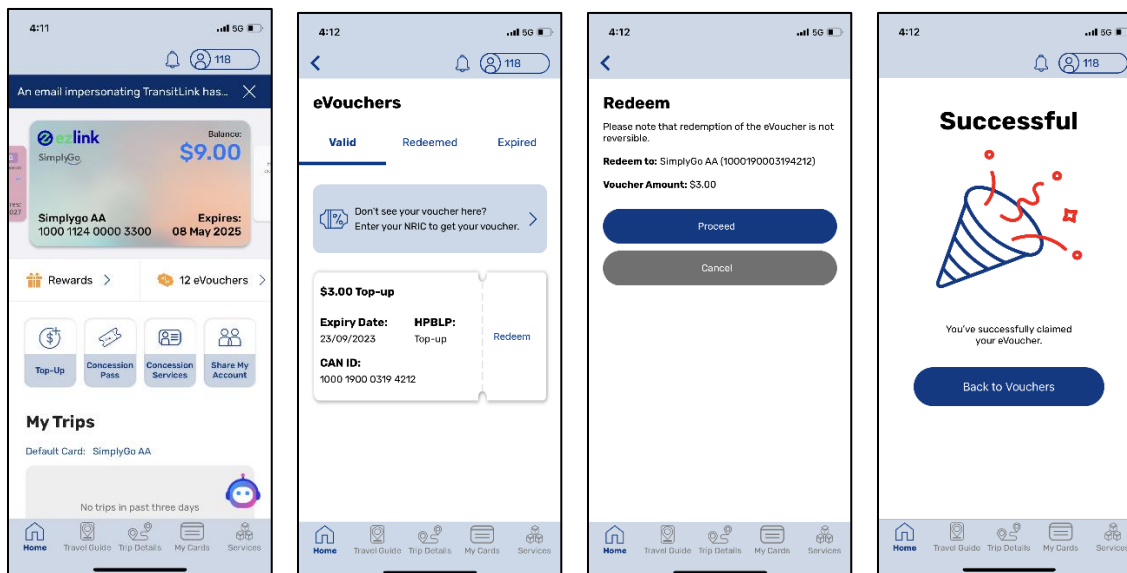 4:11
5G
118
An email impersonating TransitLink has...
ezlink
SimplyGo
Balance:
$9.00
Simplygo AA
1000 1124 0000 3300
Expires:
08 May 2025
Rewards
12 eVouchers
Top-Up
Concession Pass
Concession Services
Share My Account
My Trips
Default Card: SimplyGo AA
No trips in past three days
Home
Travel Guide
Trip Details
My Cards
Services
4:12
5G
118
eVouchers
Valid
Redeemed
Expired
Don't see your voucher here?
Enter your NRIC to get your voucher.
$3.00 Top-up
Expiry Date:
23/09/2023
HPBLP:
Top-up
Redeem
CAN ID:
1000 1900 0319 4212
Home
Travel Guide
Trip Details
My Cards
Services
4:12
5G
118
Redeem
Please note that redemption of the eVoucher is not
reversible.
Redeem to: SimplyGo AA (1000190003194212)
Voucher Amount: $3.00
Proceed
Cancel
Home
Travel Guide
Trip Details
My Cards
Services
4:12
5G
118
Successful
You've successfully claimed
your eVoucher.
Back to Vouchers
Home
Travel Guide
Trip Details
My Cards
Services